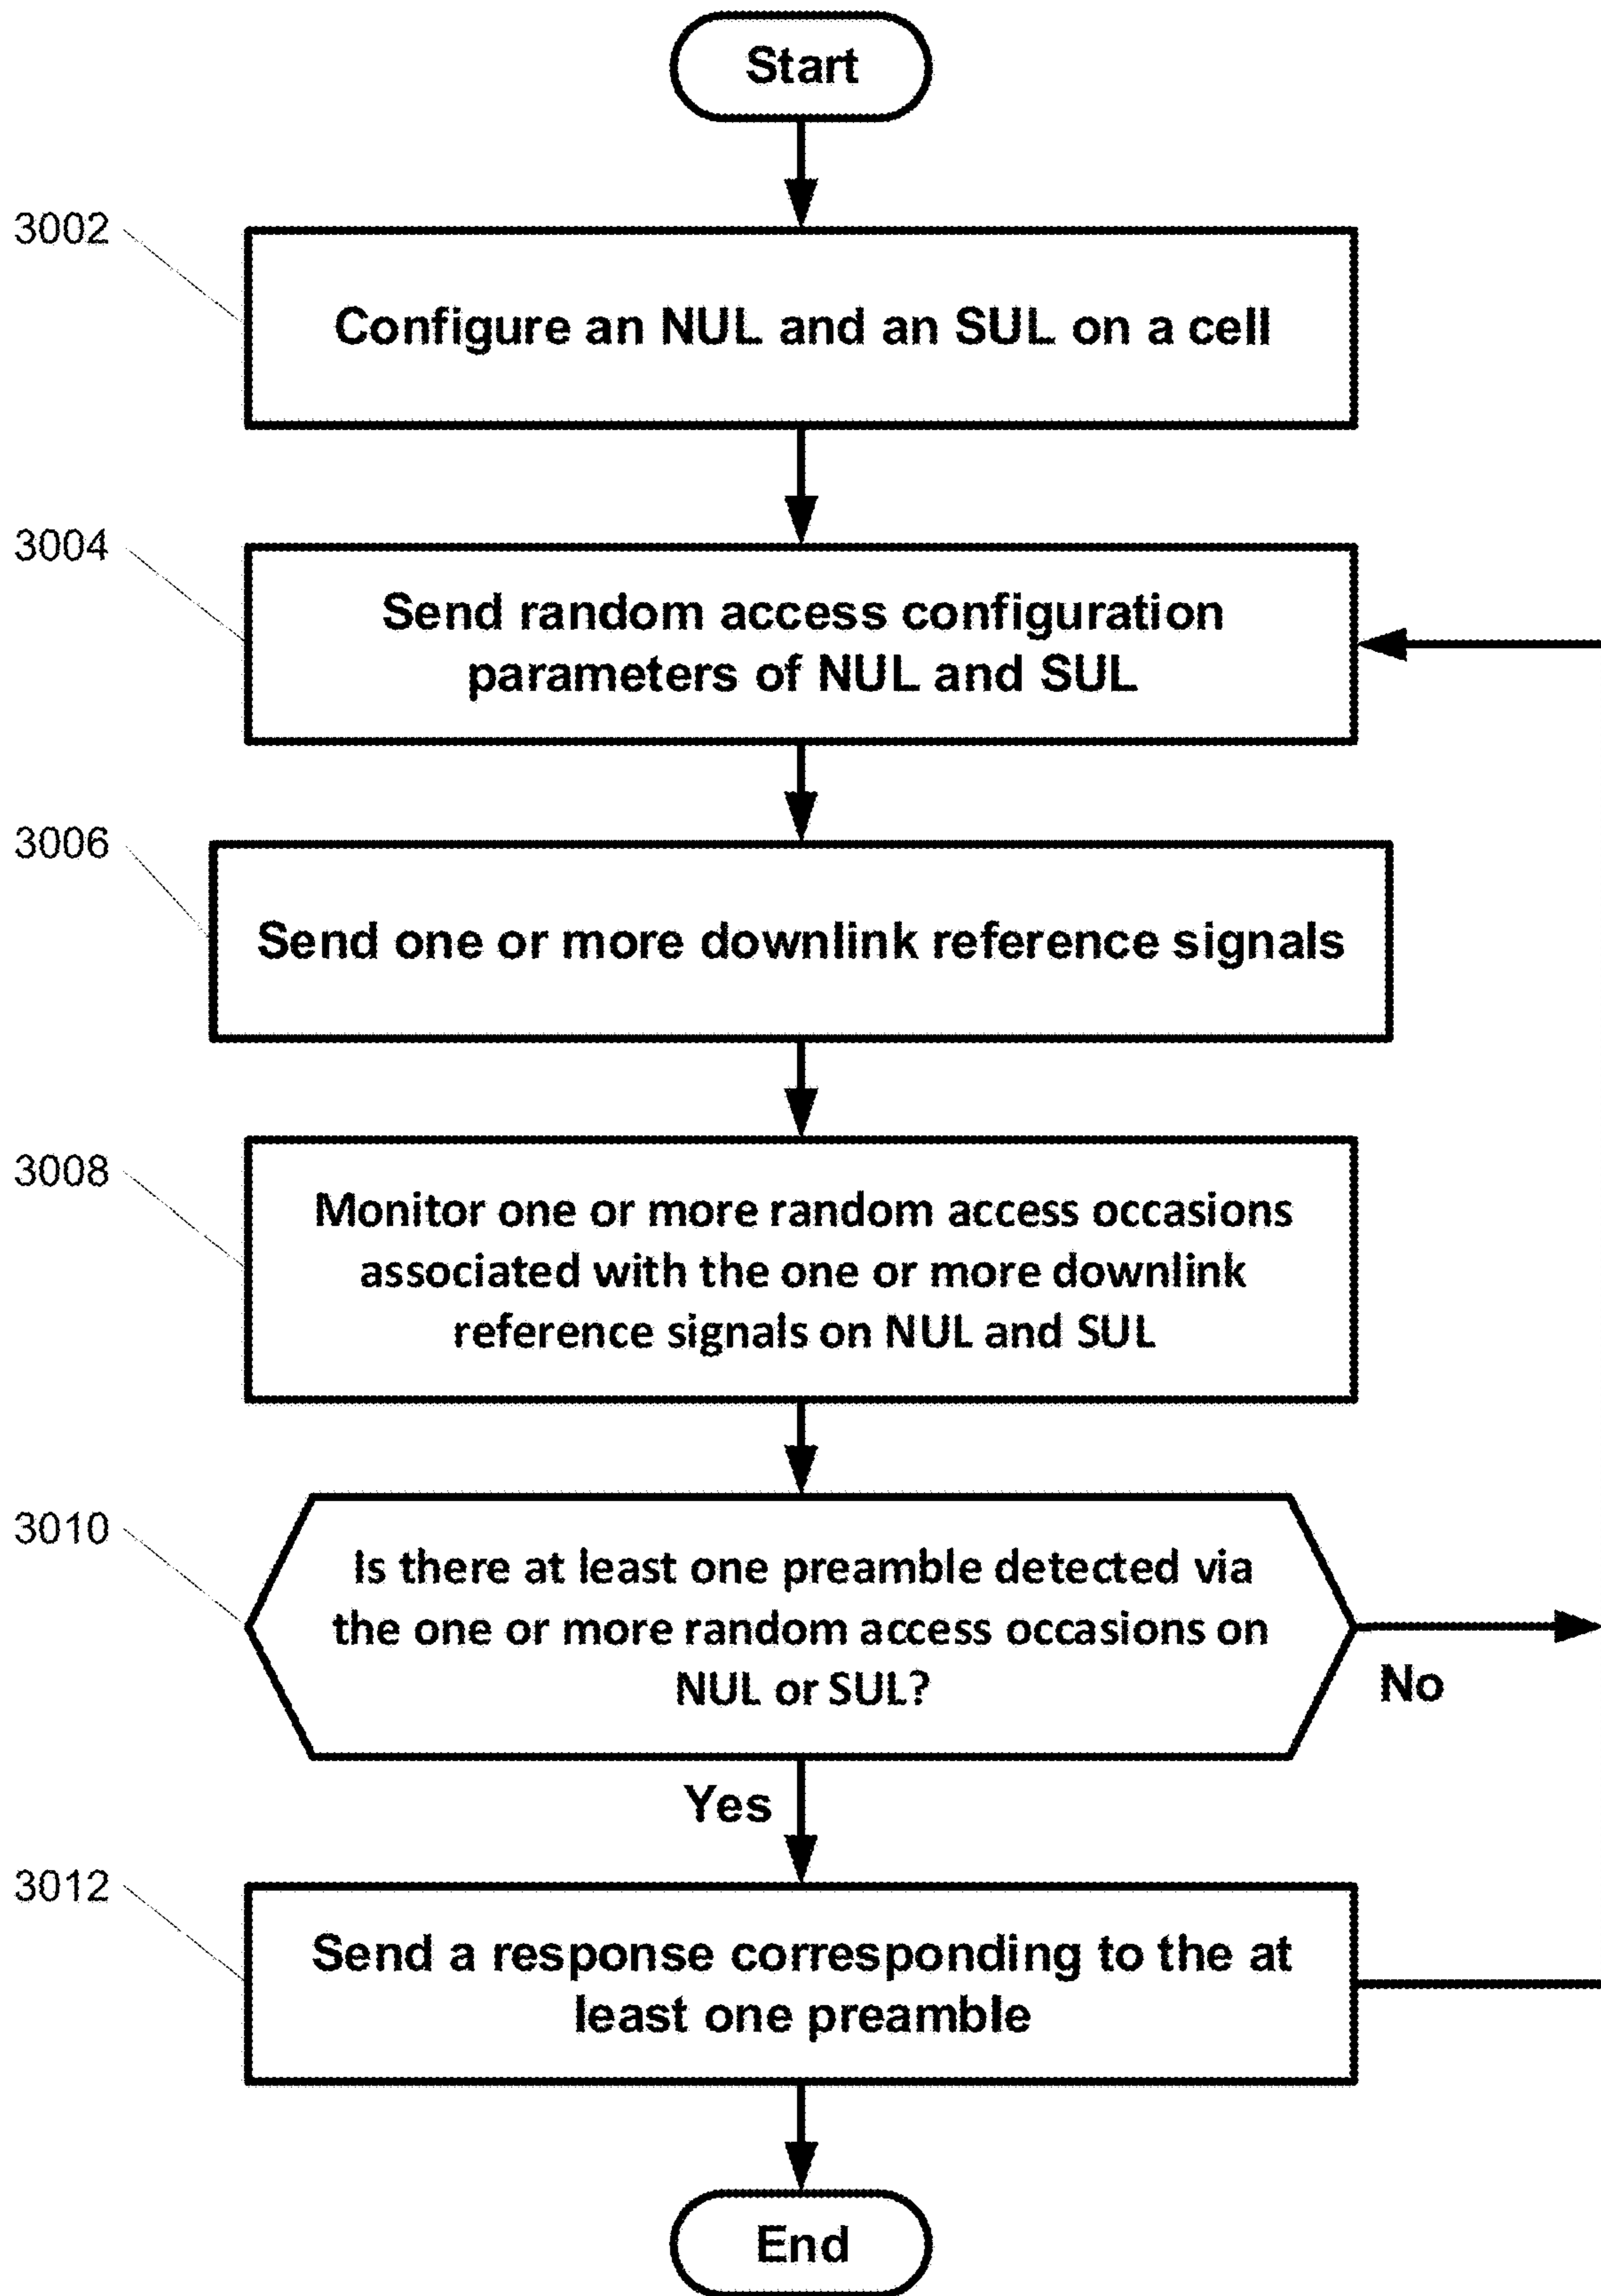 Start
3002
Configure an NUL and an SUL on a cell
3004
Send random access configuration
parameters of NUL and SUL
3006
Send one or more downlink reference signals
3008
Monitor one or more random access occasions
associated with the one or more downlink
reference signals on NUL and SUL
3010
Is there at least one preamble detected via
the one or more random access occasions on
NUL or SUL?
No
Yes
3012
Send a response corresponding to the at
least one preamble
End